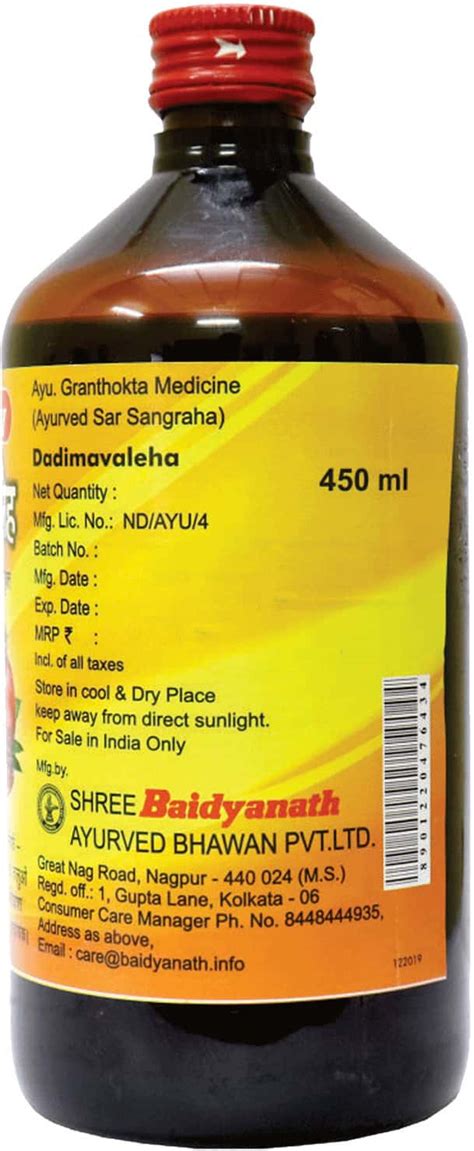 Ayu. Granthokta Medicine
(Ayurved Sar Sangraha)
Dadimavaleha
450 ml
Net Quantity :
Mfg. Lic. No.: ND/AYU/4
Batch No. :
Mfg. Date :
Exp. Date :
MRP ₹ :
Incl. of all taxes
Store in cool & Dry Place
keep away from direct sunlight.
For Sale in India Only
Mfg.by.
SHREE Baidyanath
AYURVED BHAWAN PVT.LTD.
Great Nag Road, Nagpur - 440 024 (M.S.)
Regd. off.: 1, Gupta Lane, Kolkata - 06
Consumer Care Manager Ph. No. 8448444935,
Address as above,
Email : care@baidyanath.info
8901220476434
122019